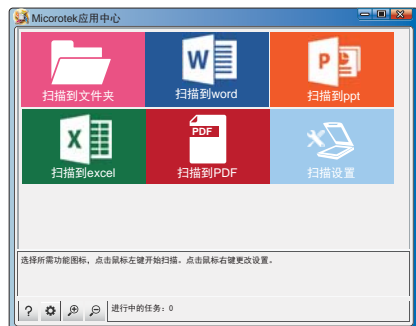 Micorotek应用中心
扫描到文件夹
扫描到word
扫描到ppt
扫描到excel
PDF
扫描到PDF
扫描设置
选择所需功能图标，点击鼠标左键开始扫描。点击鼠标右键更改设置。
进行中的任务：0